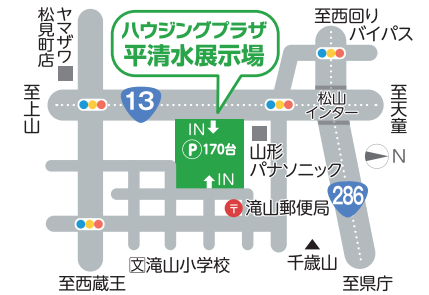 ヤマザワ
松見町店
ハウジングプラザ
平清水展示場
至西回り
バイパス
至上山
13
松山
インター
至天童
IN
P 170台
IN
山形
パナソニック
N
286
〒滝山郵便局
文滝山小学校
千歳山
至西蔵王
至県庁